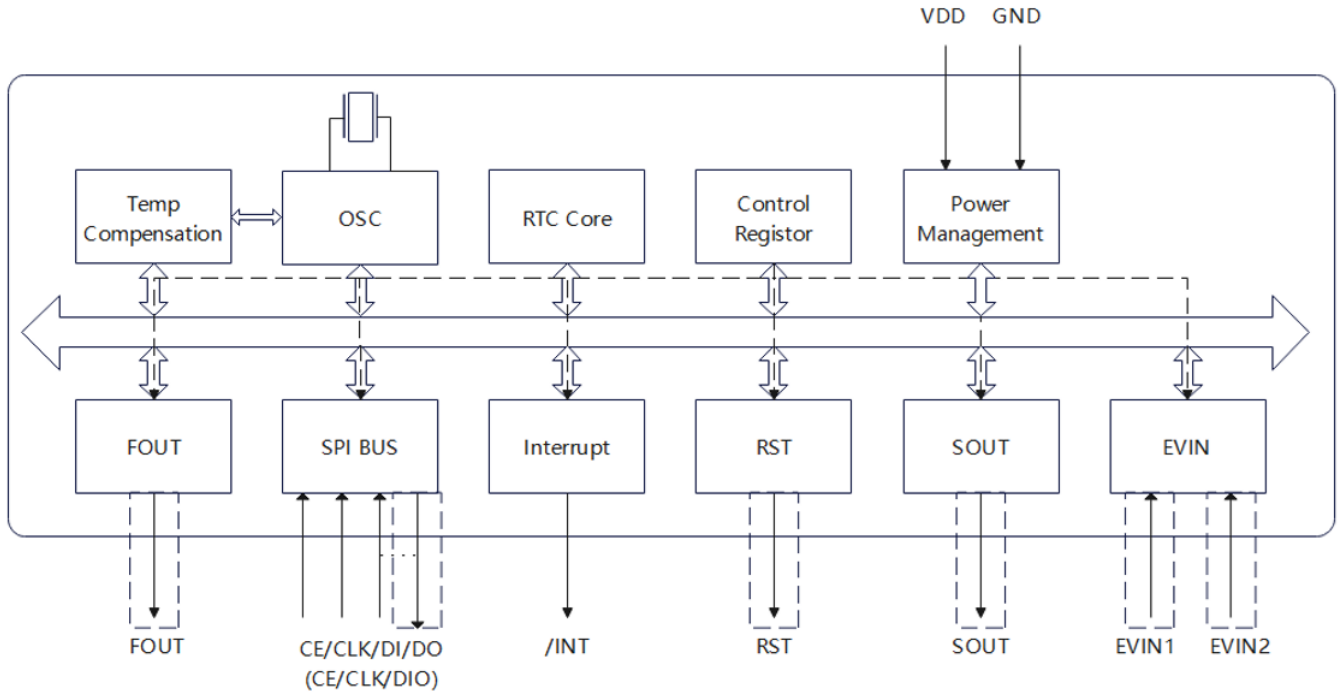 VDD GND
Temp
Compensation
OSC
RTC Core
Control
Registor
Power
Management
FOUT
SPI BUS
Interrupt
RST
SOUT
EVIN
FOUT
CE/CLK/DI/DO
(CE/CLK/DIO)
/INT
RST
SOUT
EVIN1
EVIN2